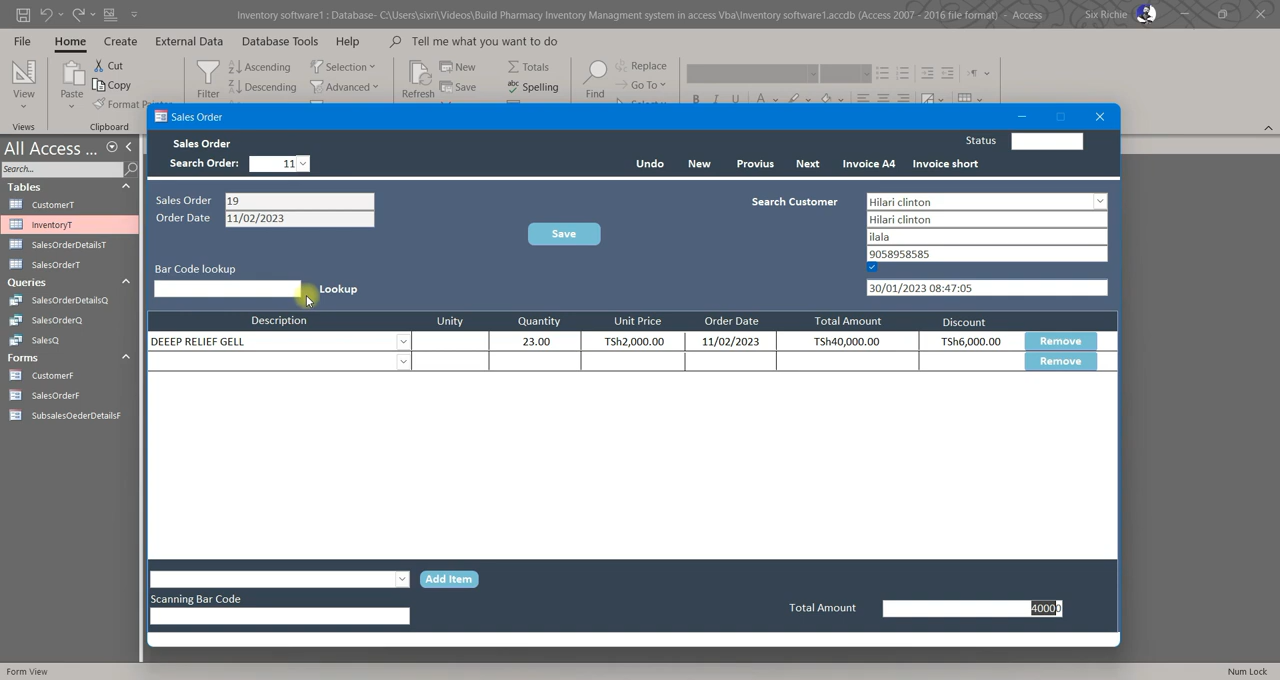 Inventory software1 : Database- C:\Users\sixri\Videos\Build Pharmacy Inventory Managment system in access Vba\Inventory software1.accdb (Access 2007 - 2016 file format) - Access
Six Richie
File Home Create External Data Database Tools Help Tell me what you want to do
View
Views
Paste
Cut
Copy
Format
Clipboard
Filter
Ascending
Descending
Selection
Advanced
Refresh
New
Save
Totals
Spelling
Find
Replace
Go To
B I U A
All Access ...
Search...
Tables
CustomerT
InventoryT
SalesOrderDetailsT
SalesOrderT
Queries
SalesOrderDetailsQ
SalesOrderQ
SalesQ
Forms
CustomerF
SalesOrderF
SubsalesOederDetailsF
Sales Order
Sales Order
Status
Search Order: 11
Undo New Provius Next Invoice A4 Invoice short
Sales Order 19
Order Date 11/02/2023
Save
Search Customer Hilari clinton
Hilari clinton
ilala
9058958585
30/01/2023 08:47:05
Bar Code lookup
Lookup
Description Unity Quantity Unit Price Order Date Total Amount Discount
DEEEP RELIEF GELL 23.00 TSh2,000.00 11/02/2023 TSh40,000.00 TSh6,000.00 Remove
Remove
Add Item
Scanning Bar Code
Total Amount 40000
Form View
Num Lock